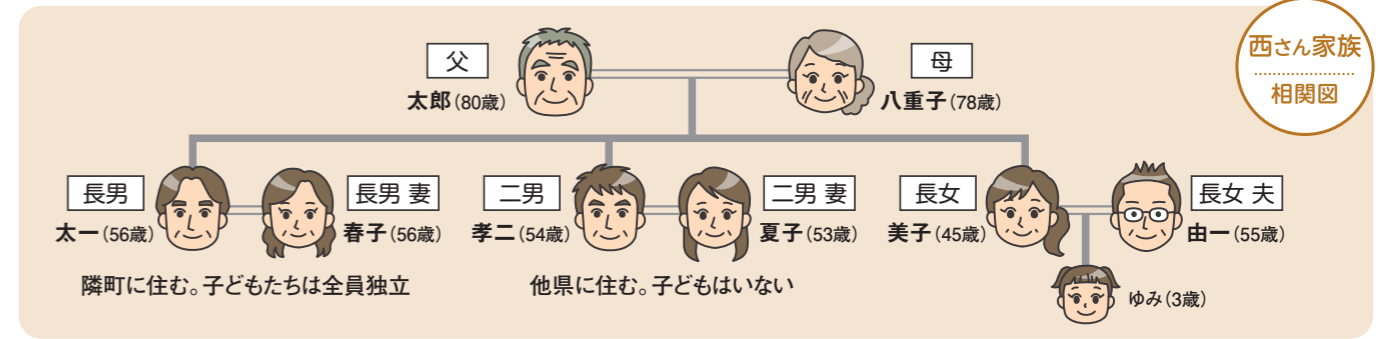 西さん家族
相関図
父
太郎(80歳)
母
八重子(78歳)
長男
太一(56歳)
長男 妻
春子(56歳)
隣町に住む。子どもたちは全員独立
二男
孝二(54歳)
二男 妻
夏子(53歳)
他県に住む。子どもはいない
長女
美子(45歳)
長女 夫
由一(55歳)
ゆみ(3歳)